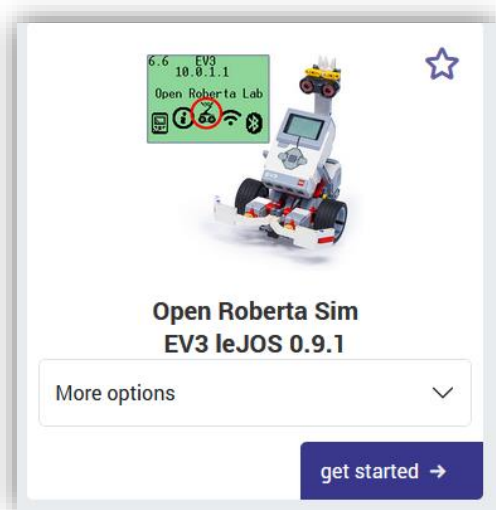 6.6 EV3
10.0.1.1
Open Roberta Lab
EV3
Open Roberta Sim
EV3 leJOS 0.9.1
More options
get started →